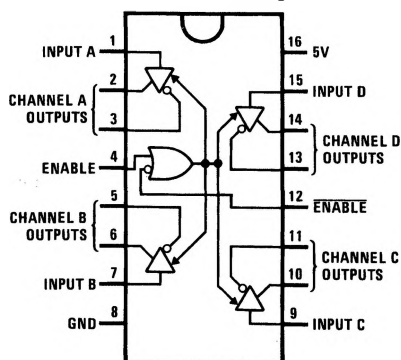 1
INPUT A
2
CHANNEL A
OUTPUTS
3
ENABLE
4
5
CHANNEL B
OUTPUTS
6
INPUT B
7
GND
8
16
5V
15
INPUT D
14
CHANNEL D
OUTPUTS
13
12
ENABLE
11
CHANNEL C
OUTPUTS
10
9
INPUT C